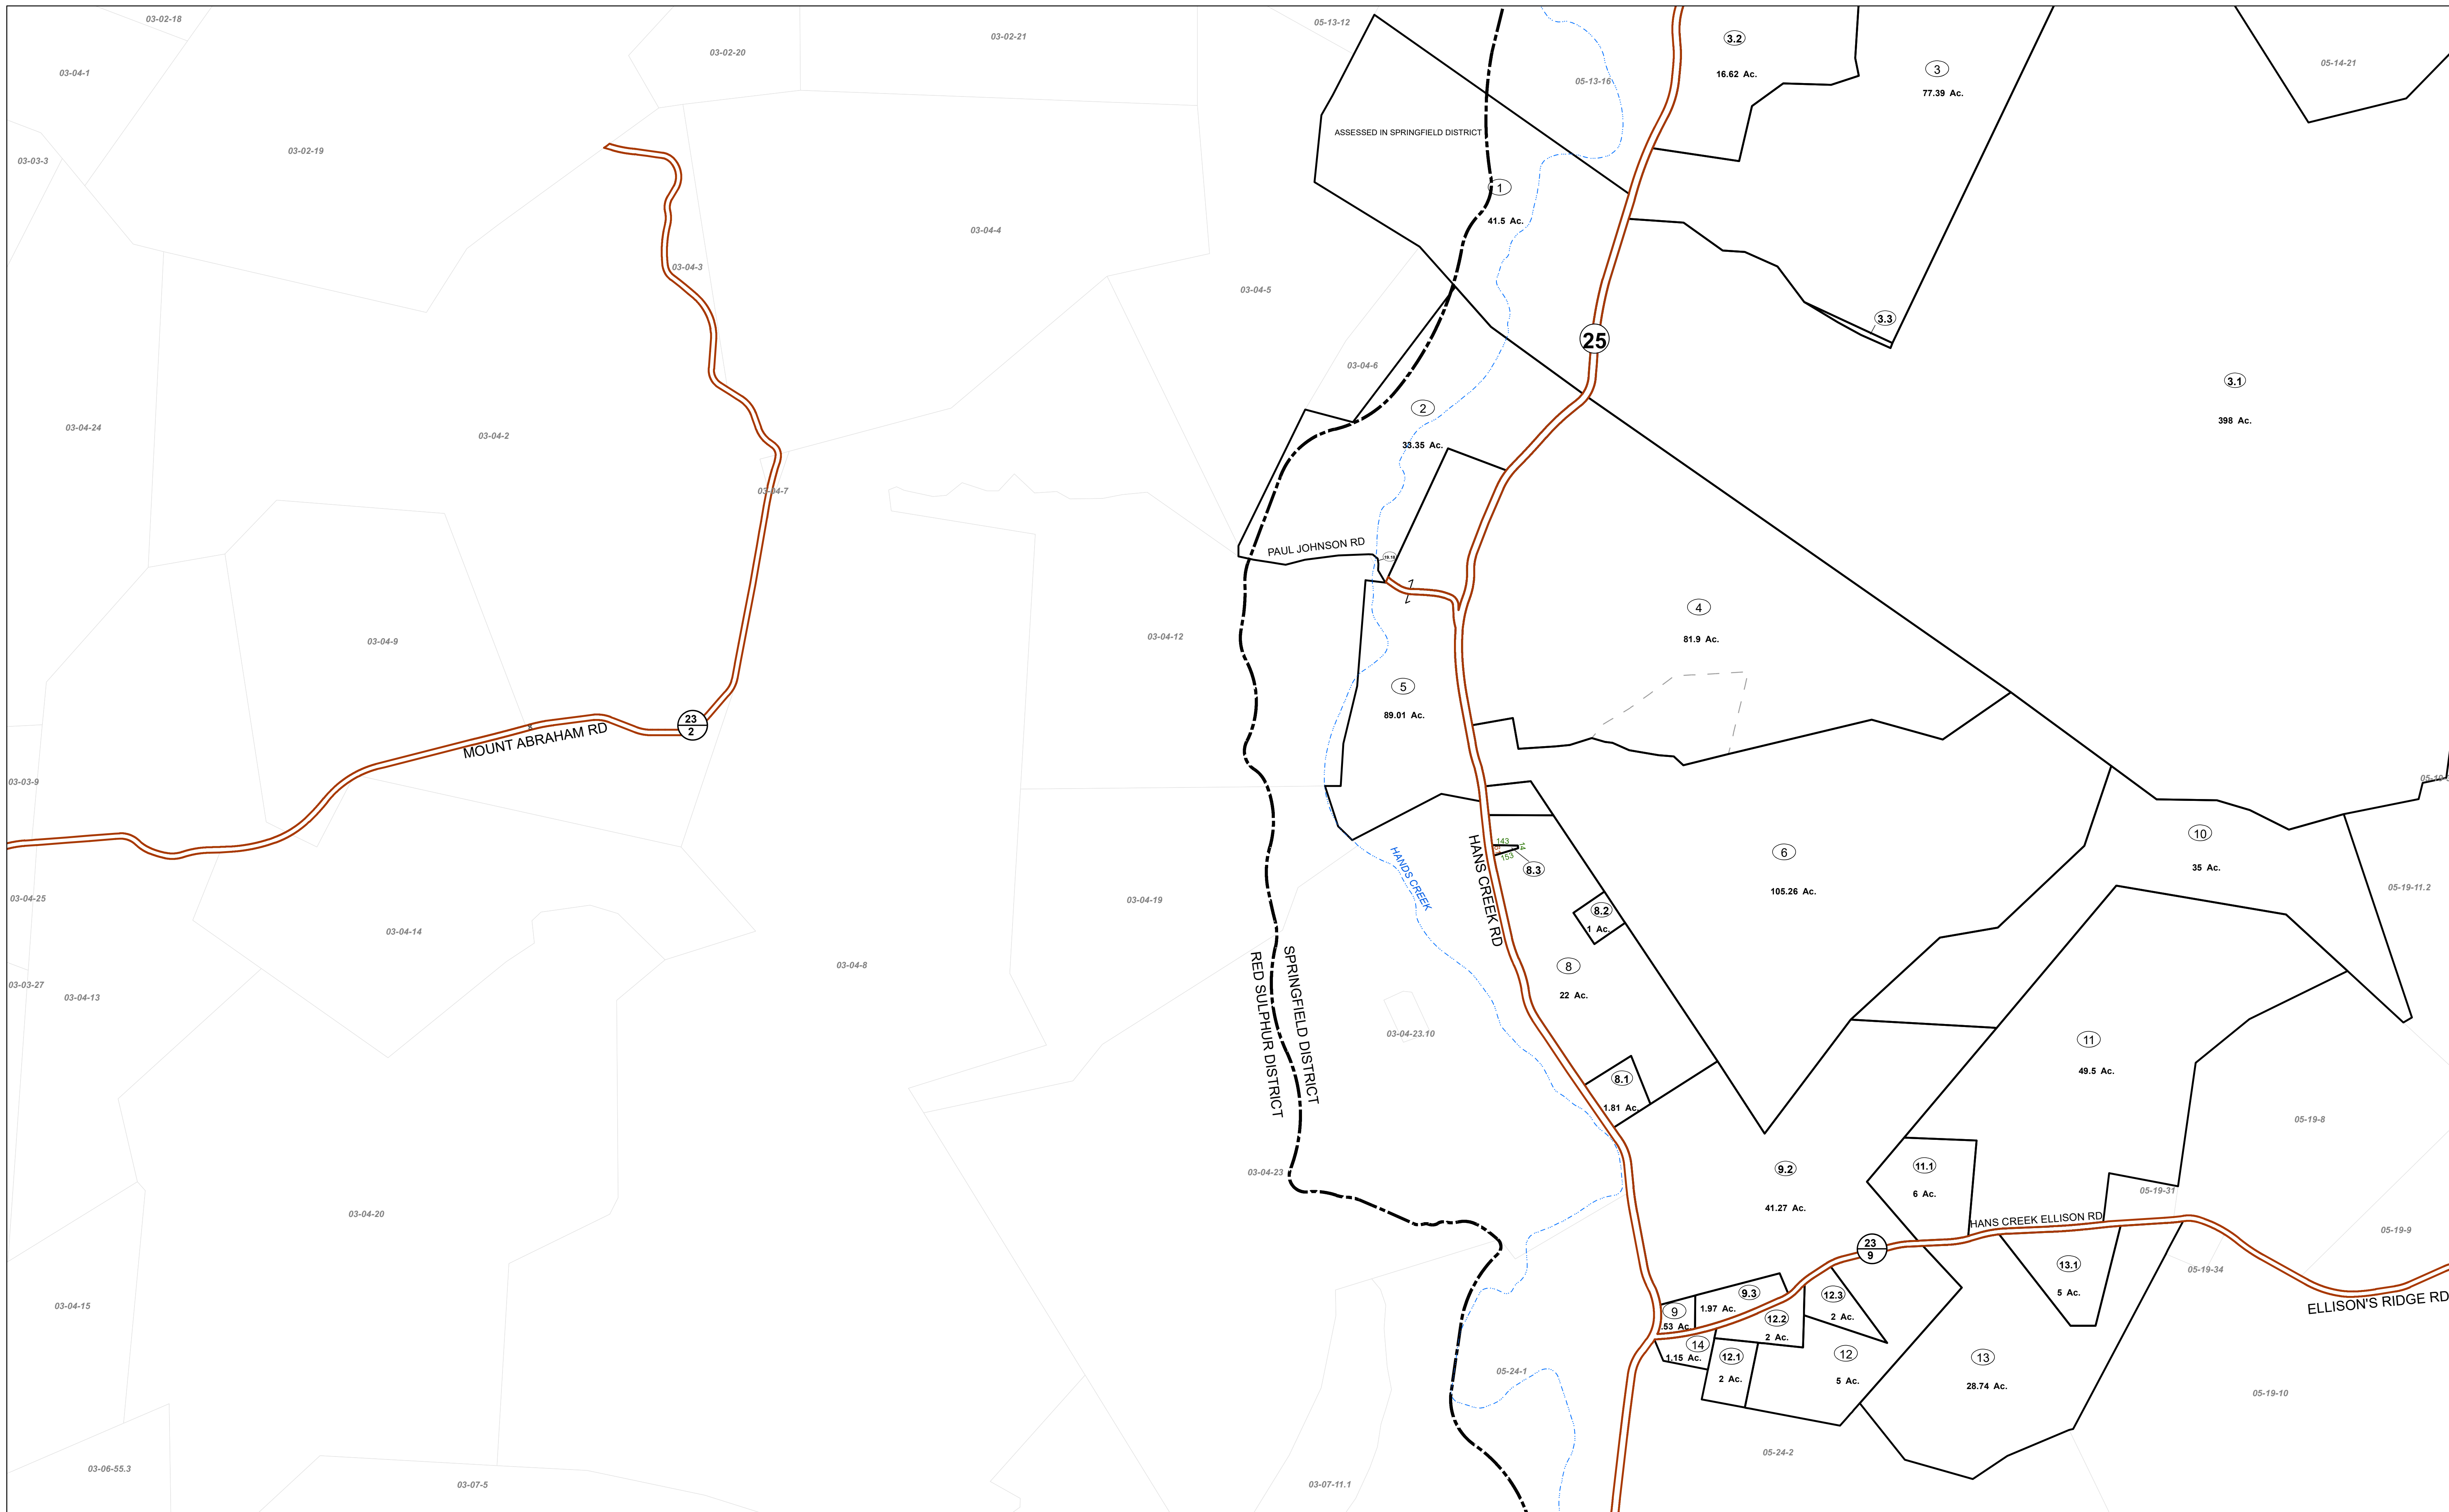 03-02-18
03-02-20
03-02-21
05-13-12
3.2
16.62 Ac.
3
77.39 Ac.
05-14-21
03-04-1
05-13-16
ASSESSED IN SPRINGFIELD DISTRICT
03-03-3
03-02-19
1
41.5 Ac.
03-04-4
03-04-3
03-04-5
3.3
25
03-04-6
3.1
398 Ac.
2
33.35 Ac.
03-04-24
03-04-2
03-04-7
PAUL JOHNSON RD
4
81.9 Ac.
03-04-9
03-04-12
5
89.01 Ac.
23
2
MOUNT ABRAHAM RD
03-03-9
HANS CREEK RD
143
14
153
8.3
HANDS CREEK
6
105.26 Ac.
10
35 Ac.
05-19-11.2
03-04-25
03-04-14
03-04-19
8.2
1 Ac.
03-04-8
8
22 Ac.
03-03-27
03-04-13
SPRINGFIELD DISTRICT
RED SULPHUR DISTRICT
03-04-23.10
11
49.5 Ac.
8.1
1.81 Ac.
05-19-8
03-04-23
9.2
41.27 Ac.
11.1
6 Ac.
05-19-31
03-04-20
HANS CREEK ELLISON RD
05-19-9
23
9
13.1
5 Ac.
05-19-34
03-04-15
9
.53 Ac.
9.3
1.97 Ac.
12.3
2 Ac.
12.2
2 Ac.
ELLISON'S RIDGE RD
14
1.15 Ac.
12.1
2 Ac.
12
5 Ac.
13
28.74 Ac.
05-24-1
05-19-10
05-24-2
03-06-55.3
03-07-5
03-07-11.1